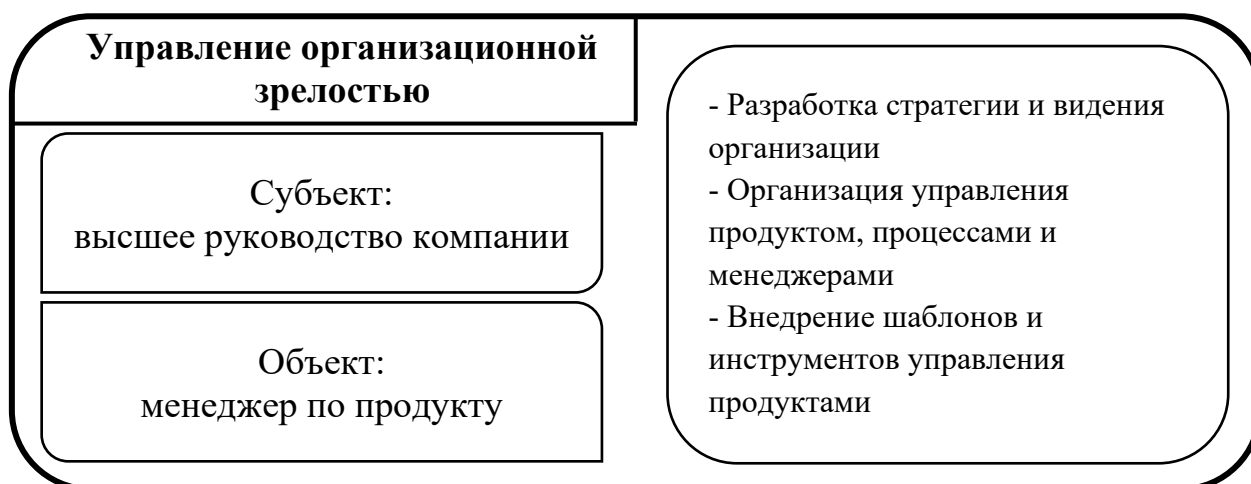 Управление организационной
зрелостью
Субъект:
высшее руководство компании
Объект:
менеджер по продукту
- Разработка стратегии и видения
организации
- Организация управления
продуктом, процессами и
менеджерами
- Внедрение шаблонов и
инструментов управления
продуктами